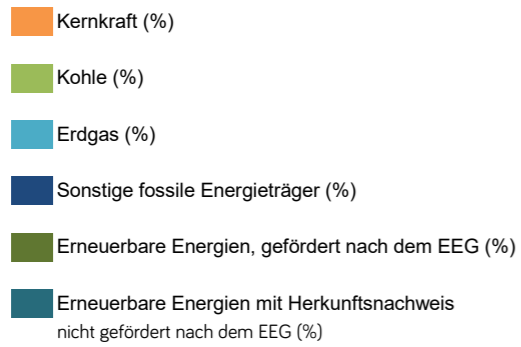 Kernkraft (%)
Kohle (%)
Erdgas (%)
Sonstige fossile Energieträger (%)
Erneuerbare Energien, gefördert nach dem EEG (%)
Erneuerbare Energien mit Herkunftsnachweis
nicht gefördert nach dem EEG (%)